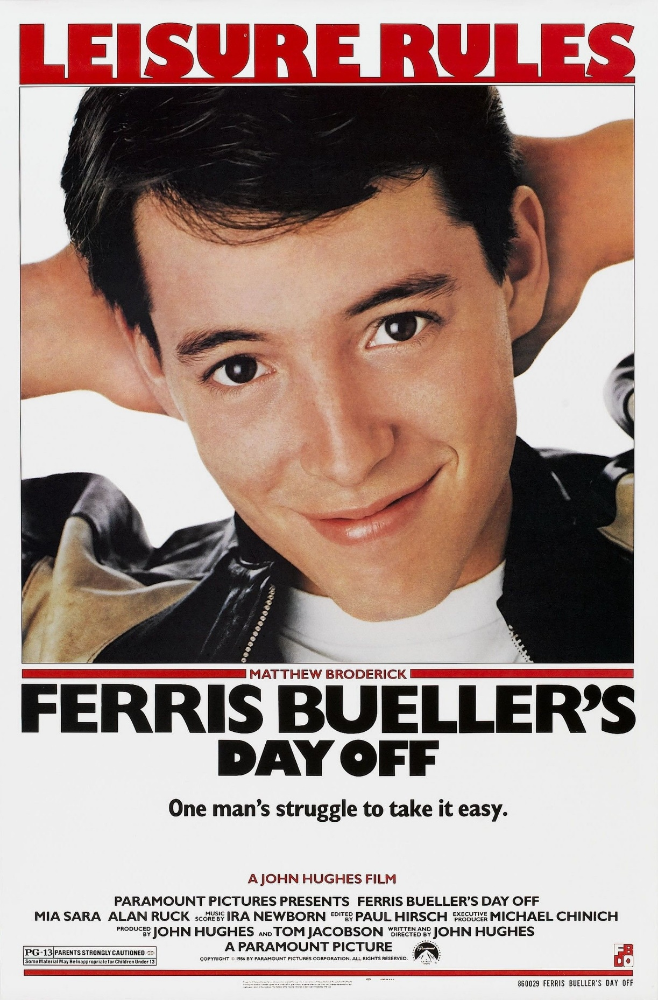 LEISURE RULES
MATTHEW BRODERICK
FERRIS BUELLER'S
DAY OFF
One man's struggle to take it easy.
A JOHN HUGHES FILM
PARAMOUNT PICTURES PRESENTS FERRIS BUELLER'S DAY OFF
MIA SARA ALAN RUCK MUSIC SCORE BY IRA NEWBORN EDITED BY PAUL HIRSCH EXECUTIVE PRODUCER MICHAEL CHINICH
PRODUCED BY JOHN HUGHES AND TOM JACOBSON WRITTEN AND DIRECTED BY JOHN HUGHES
A PARAMOUNT PICTURE
PG-13 PARENTS STRONGLY CAUTIONED
Some Material May Be Inappropriate for Children Under 13
COPYRIGHT © 1986 BY PARAMOUNT PICTURES CORPORATION. ALL RIGHTS RESERVED.
Paramount
FB
DO
860029 FERRIS BUELLER'S DAY OFF